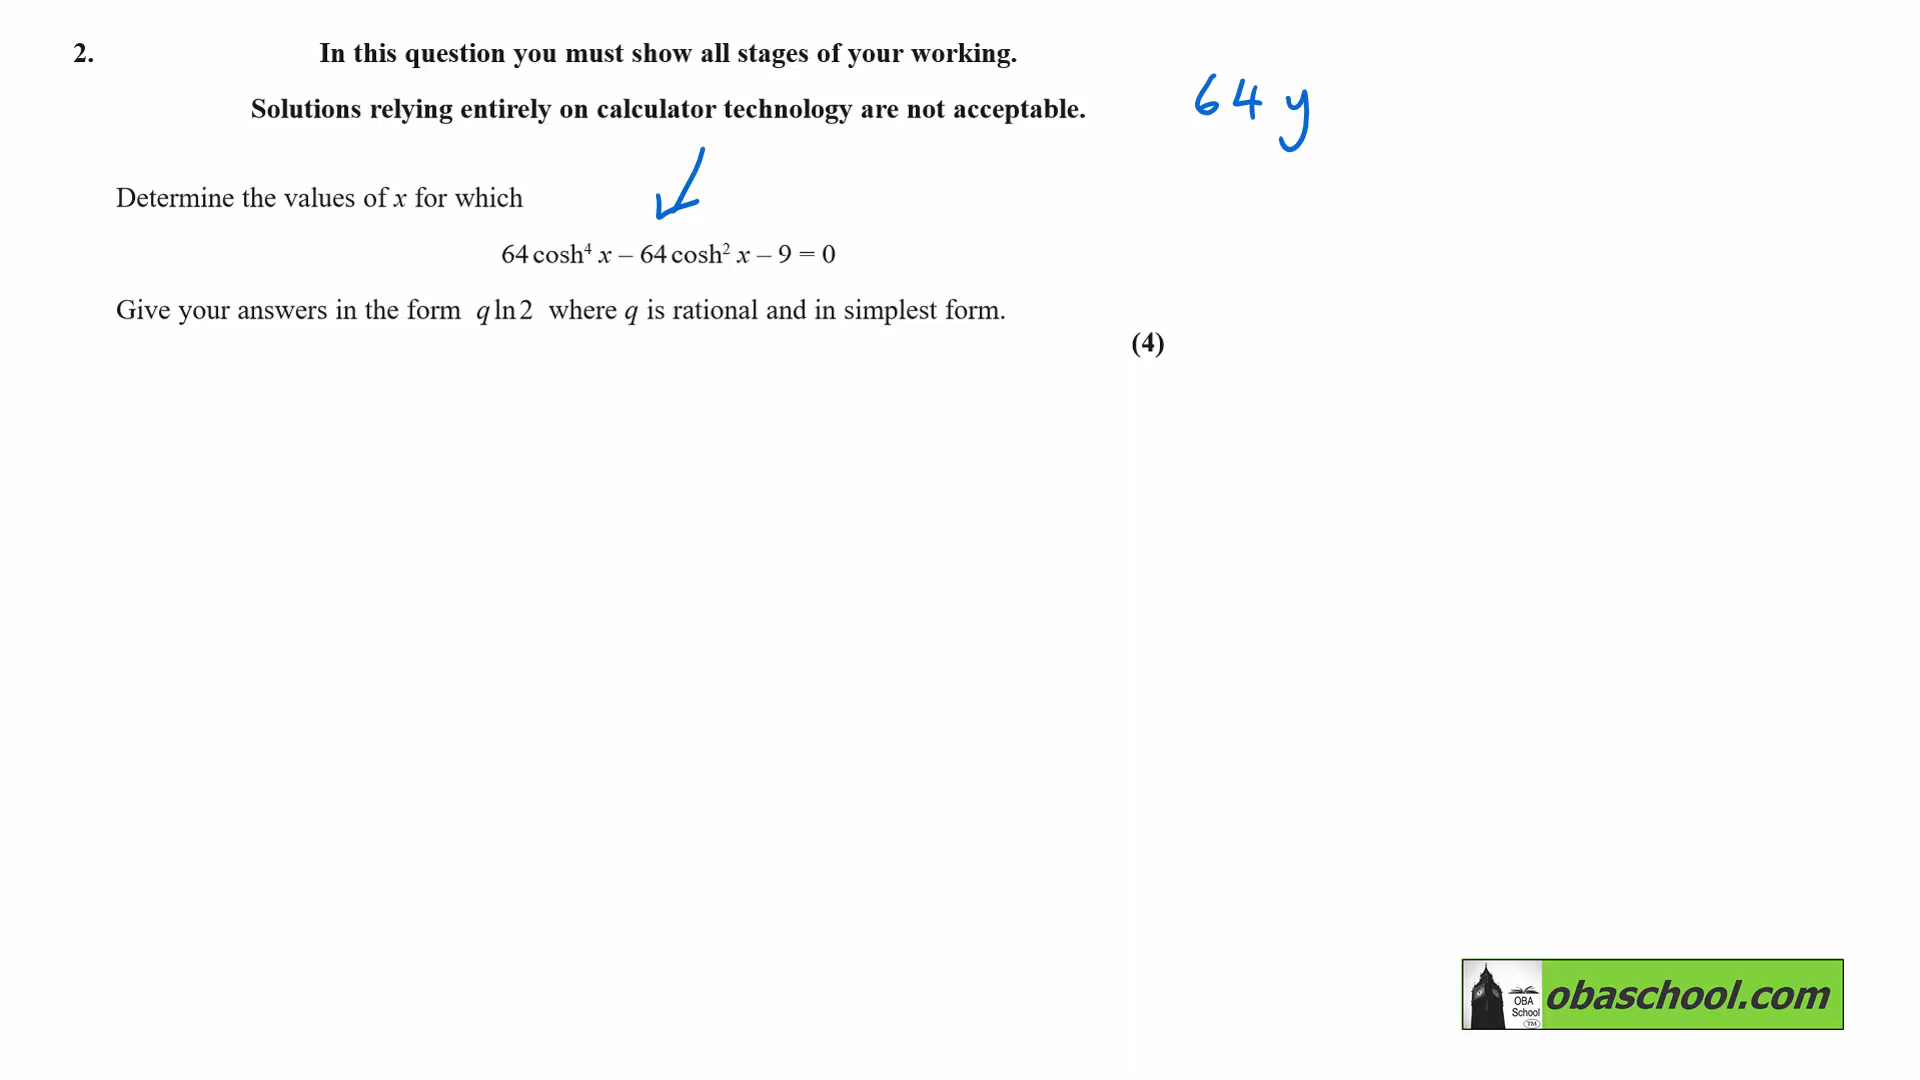 2. In this question you must show all stages of your working.
Solutions relying entirely on calculator technology are not acceptable.
64 y
Determine the values of x for which
64 cosh⁴ x – 64 cosh² x – 9 = 0
Give your answers in the form q ln 2 where q is rational and in simplest form.
(4)
OBA
School
TM
obaschool.com